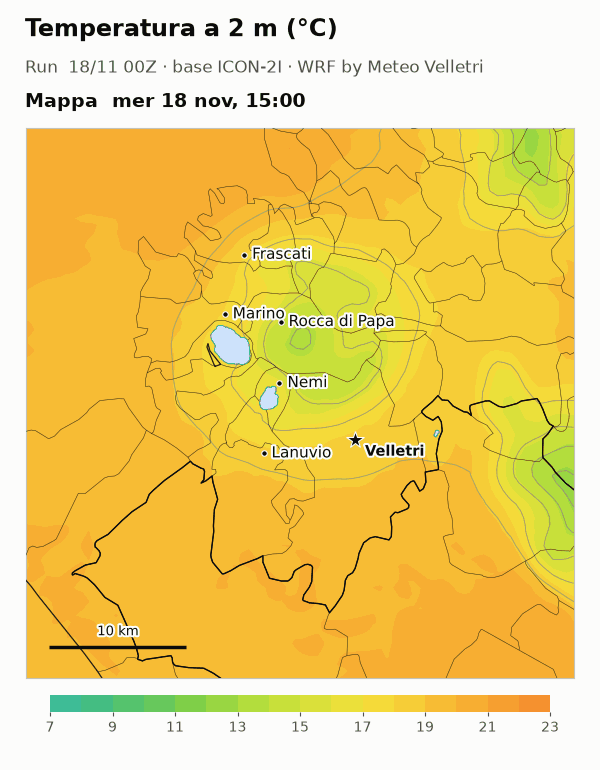 Temperatura a 2 m (°C)
Run  18/11 00Z · base ICON-2I · WRF by Meteo Velletri
Mappa  mer 18 nov, 15:00
Frascati
Marino
Rocca di Papa
Nemi
Velletri
Lanuvio
10 km
7 9 11 13 15 17 19 21 23